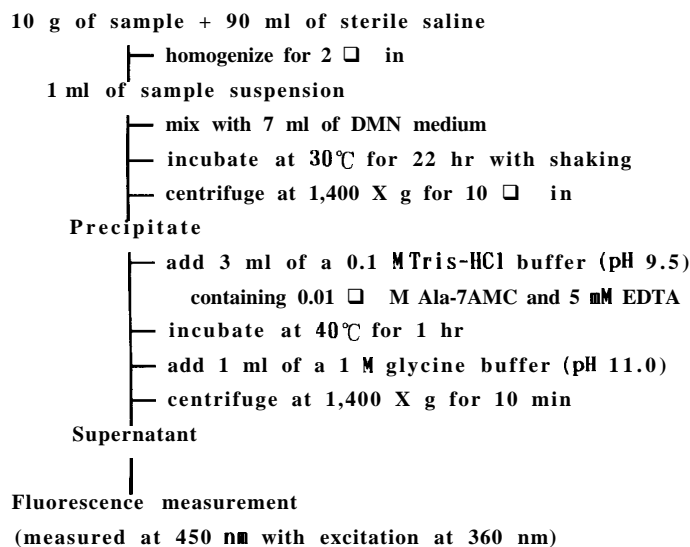 10 g of sample + 90 ml of sterile saline
homogenize for 2 □ in
1 ml of sample suspension
mix with 7 ml of DMN medium
incubate at 30℃ for 22 hr with shaking
centrifuge at 1,400 X g for 10 □ in
Precipitate
add 3 ml of a 0.1 M Tris-HCl buffer (pH 9.5)
containing 0.01 □ M Ala-7AMC and 5 mM EDTA
incubate at 40℃ for 1 hr
add 1 ml of a 1 M glycine buffer (pH 11.0)
centrifuge at 1,400 X g for 10 min
Supernatant
Fluorescence measurement
(measured at 450 nm with excitation at 360 nm)